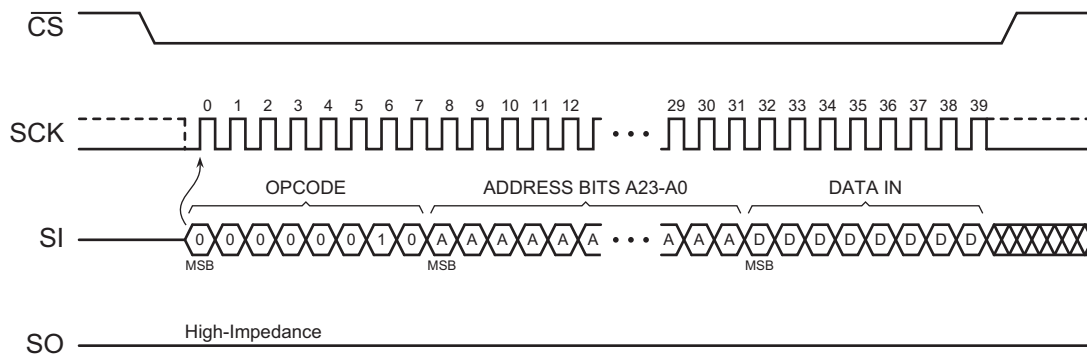 CS
0 1 2 3 4 5 6 7 8 9 10 11 12 29 30 31 32 33 34 35 36 37 38 39
SCK
OPCODE ADDRESS BITS A23-A0 DATA IN
SI 0 0 0 0 0 0 1 0 A A A A A A A A A D D D D D D D D
MSB MSB MSB
High-Impedance
SO